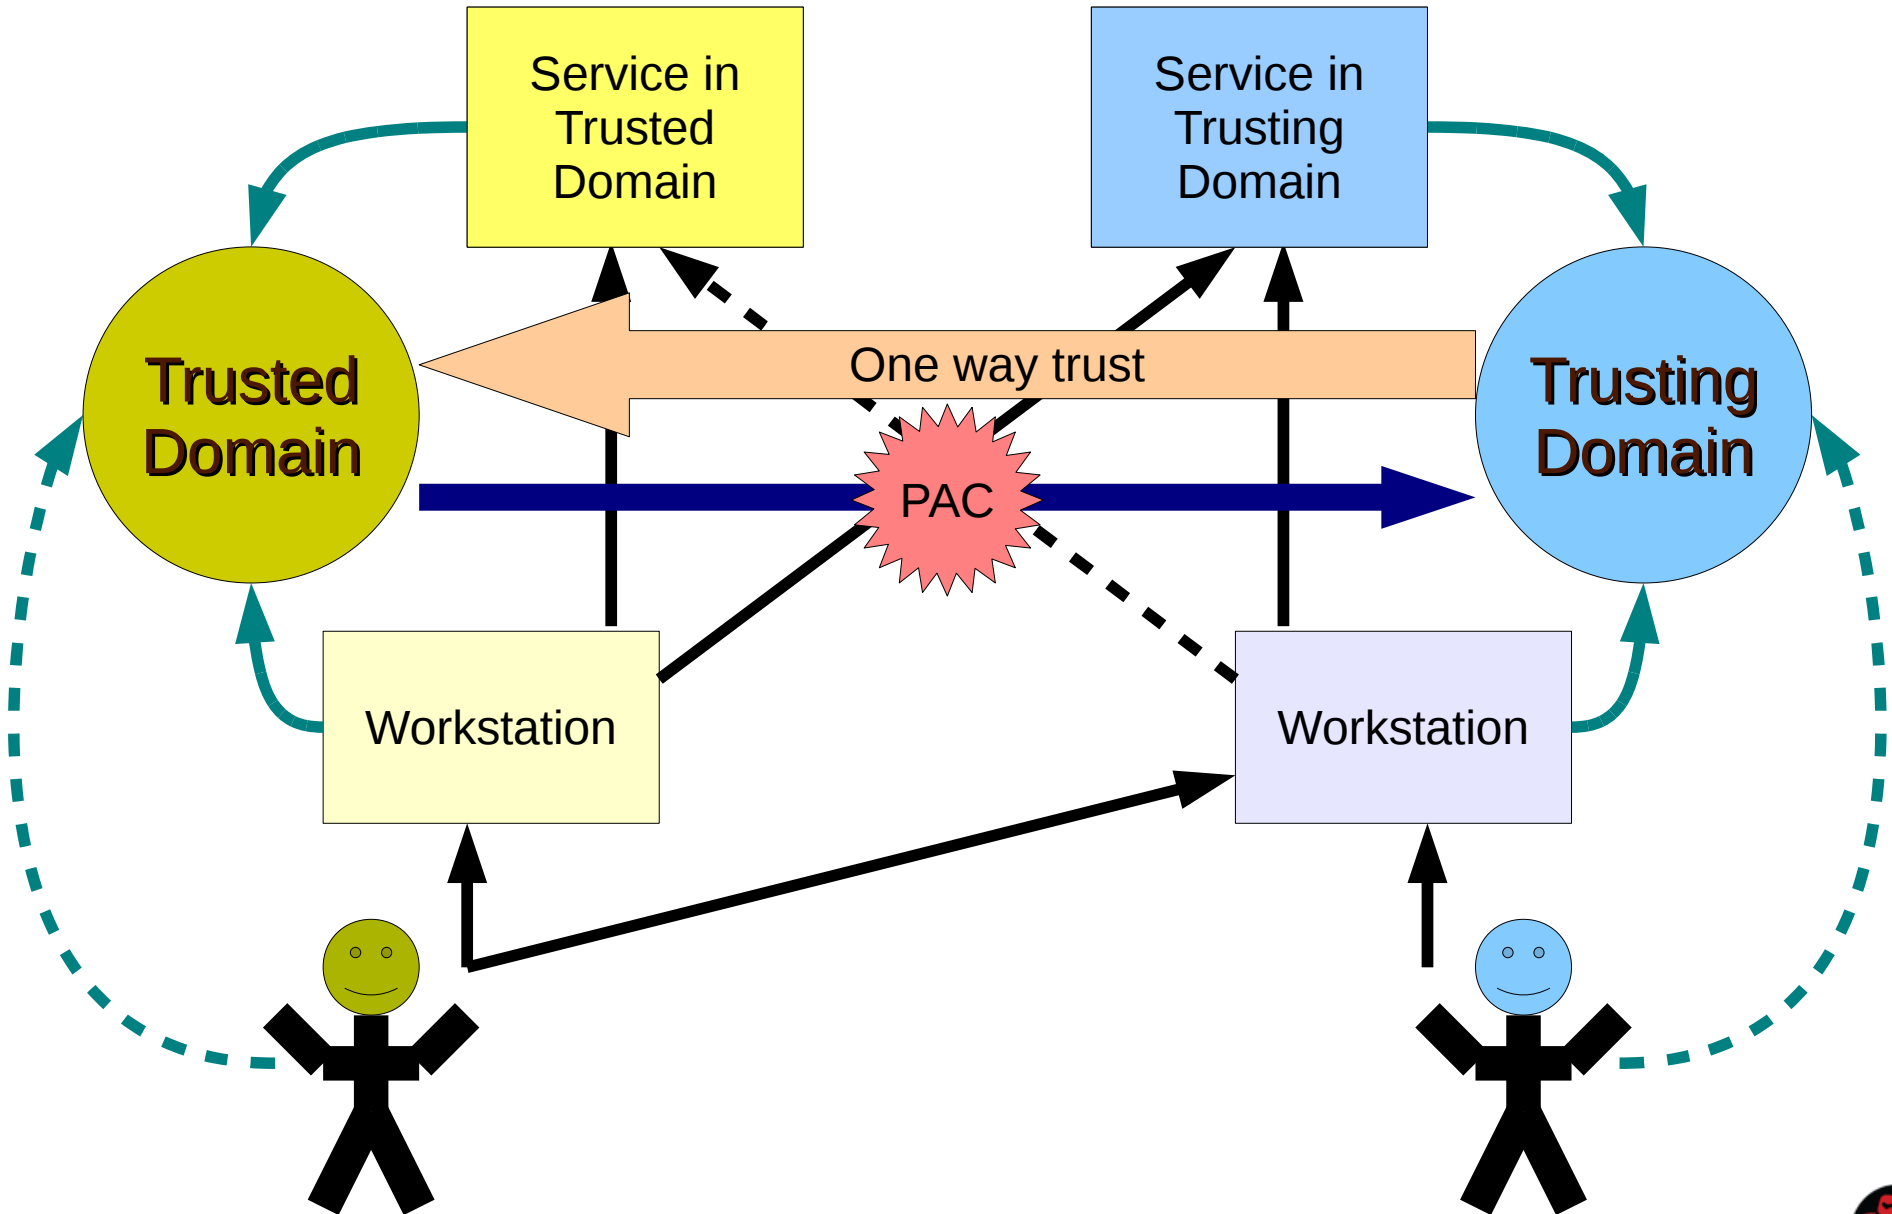 Service in
Trusted
Domain
Service in
Trusting
Domain
Trusted
Domain
One way trust
Trusting
Domain
PAC
Workstation
Workstation